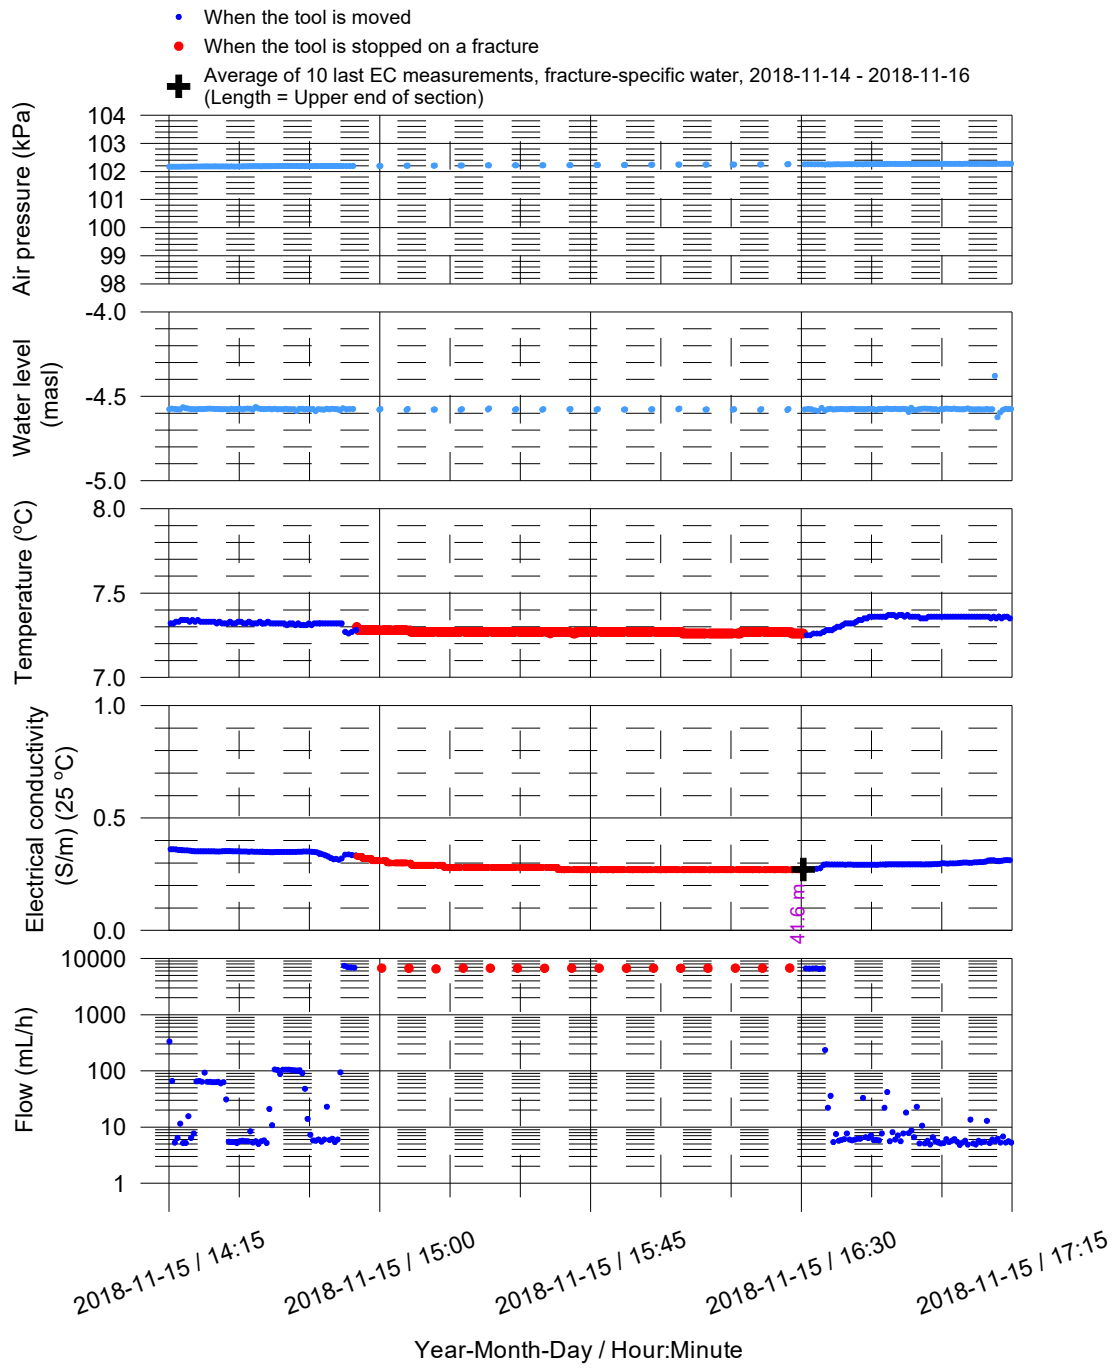 When the tool is moved
When the tool is stopped on a fracture
Average of 10 last EC measurements, fracture-specific water, 2018-11-14 - 2018-11-16
(Length = Upper end of section)
Air pressure (kPa)
104
103
102
101
100
99
98
Water level
(masl)
-4.0
-4.5
-5.0
Temperature (°C)
8.0
7.5
7.0
Electrical conductivity
(S/m) (25 °C)
1.0
0.5
0.0
41.6 m
Flow (mL/h)
10000
1000
100
10
1
2018-11-15 / 14:15
2018-11-15 / 15:00
2018-11-15 / 15:45
2018-11-15 / 16:30
2018-11-15 / 17:15
Year-Month-Day / Hour:Minute